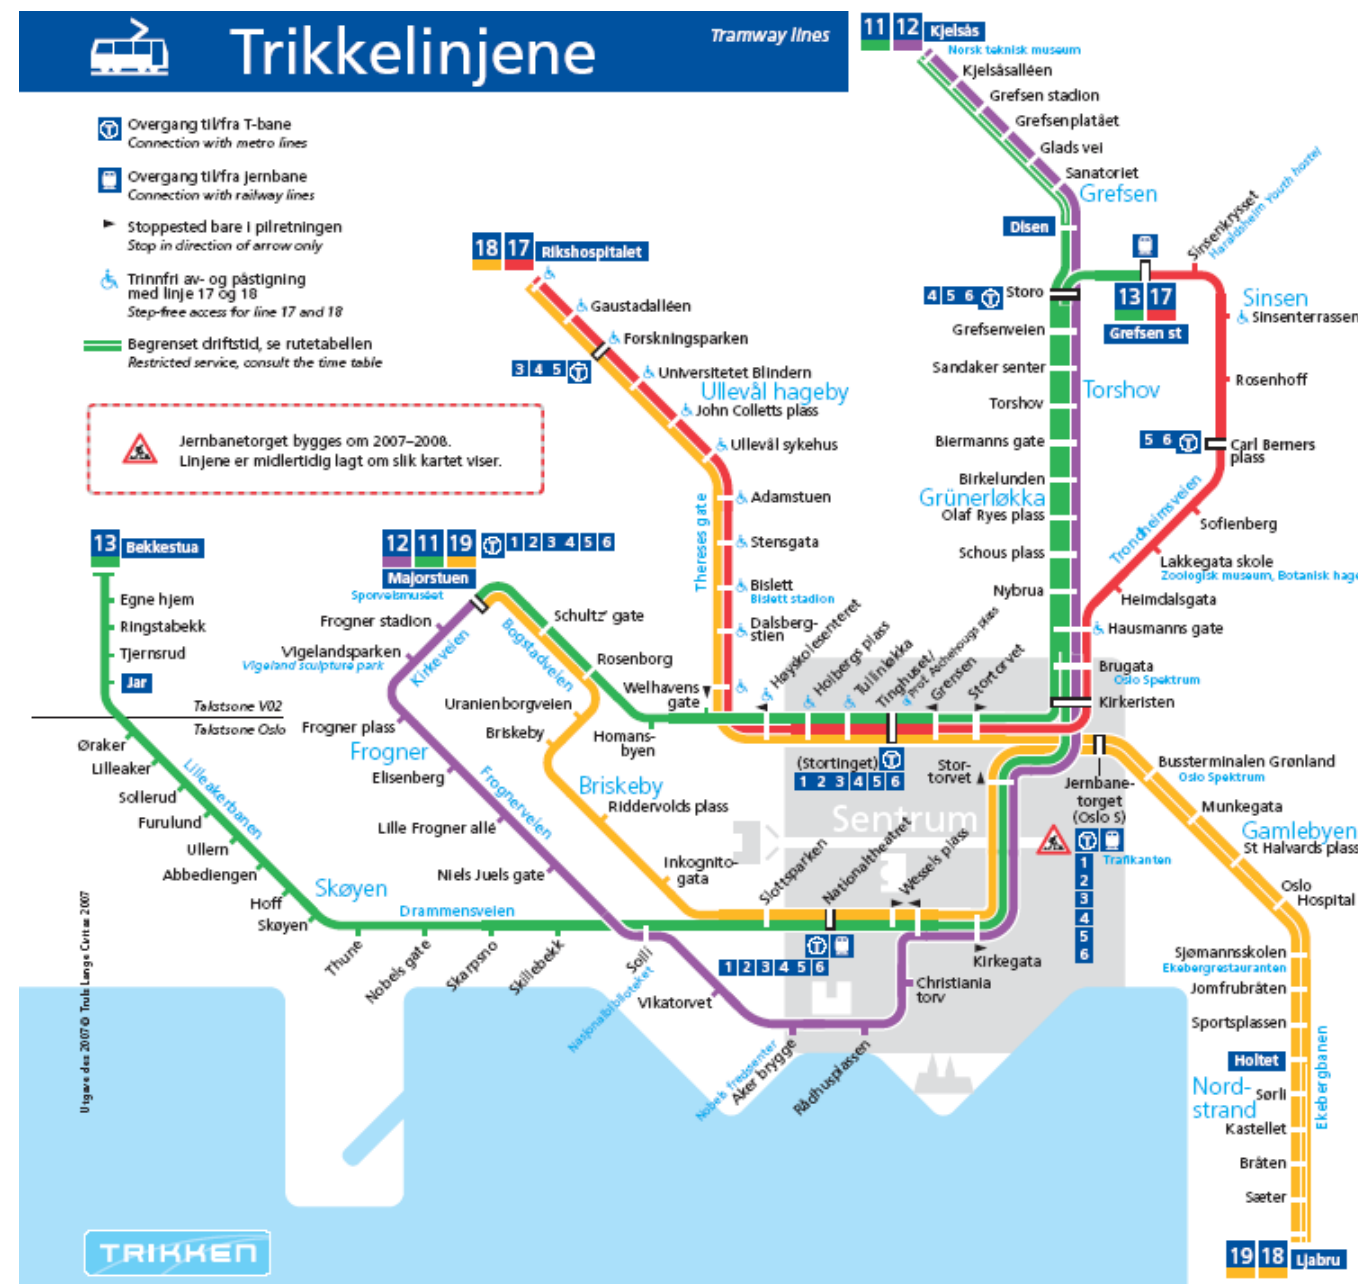 Trikkelinjene
Tramway lines
Overgang til/fra T-bane
Connection with metro lines
Overgang til/fra jernbane
Connection with railway lines
Stoppested bare i pilretningen
Stop in direction of arrow only
Trinnfri av- og påstigning
med linje 17 og 18
Step-free access for line 17 and 18
Begrenset driftstid, se rutetabellen
Restricted service, consult the time table
Jernbanetorget bygges om 2007–2008.
Linjene er midlertidig lagt om slik kartet viser.
11 12 Kjelsås
Norsk teknisk museum
Kjelsåsalléen
Grefsen stadion
Grefsenplatået
Glads vei
Sanatoriet
Grefsen
Disen
4 5 6 T Storo
Grefsenveien
Sandaker senter
Torshov
Torshov
Biermanns gate
Birkelunden
Grünerløkka
Olaf Ryes plass
Schous plass
Nybrua
Hausmanns gate
Brugata
Oslo Spektrum
Kirkeristen
13 17
Grefsen st
Sinsenkrysset
Haraldsheim Youth hostel
Sinsen
Sinsenterrassen
Rosenhoff
5 6 T
Carl Berners
plass
Trondheimsveien
Sofienberg
Lakkegata skole
Zoologisk museum, Botanisk hage
Heimdalsgata
18 17 Rikshospitalet
Gaustadalléen
Forskningsparken
3 4 5 T
Universitetet Blindern
Ullevål hageby
John Colletts plass
Ullevål sykehus
Adamstuen
Thereses gate
Stensgata
Bislett
Bislett stadion
Dalsberg-
stien
Welhavens
gate
Høyskolesenteret
Holbergs plass
Tullinløkka
Tinghuset/
Prof. Aschehougs plass
Grensen
Stortorvet
(Stortinget) T
1 2 3 4 5 6
13 Bekkestua
Egne hjem
Ringstabekk
Tjernsrud
Jar
Takstsone V02
Takstsone Oslo
Øraker
Lilleaker
Sollerud
Furulund
Ullern
Abbediengen
Hoff
Skøyen
Lilleakerbanen
Skøyen
Drammensveien
Thune
Nobels gate
Skarpsno
Skillebekk
Solli
Nasjonalbiblioteket
12 11 19 T 1 2 3 4 5 6
Majorstuen
Sporveismuséet
Frogner stadion
Vigelandsparken
Vigeland sculpture park
Kirkeveien
Frogner plass
Frogner
Elisenberg
Frognerveien
Lille Frogner allé
Niels Juels gate
Schultz' gate
Bogstadveien
Rosenborg
Uranienborgveien
Briskeby
Homans-
byen
Briskeby
Riddervolds plass
Inkognito-
gata
Slottsparken
Nationaltheatret
T
1 2 3 4 5 6
Wessels plass
Sentrum
Stor-
torvet
Kirkegata
Christiania
torv
Vikatorvet
Nobels fredssenter
Aker brygge
Rådhusplassen
Jernbane-
torget
(Oslo S)
T
Trafikanten
1
2
3
4
5
6
Bussterminalen Grønland
Oslo Spektrum
Munkegata
Gamlebyen
St Halvards plass
Oslo
Hospital
Sjømannsskolen
Ekebergrestauranten
Jomfrubråten
Sportsplassen
Holtet
Nord-
strand
Sørli
Kastellet
Bråten
Sæter
Ekebergbanen
19 18 Ljabru
Utgave des 2007 © Truls Lange Civitas 2007
TRIKKEN